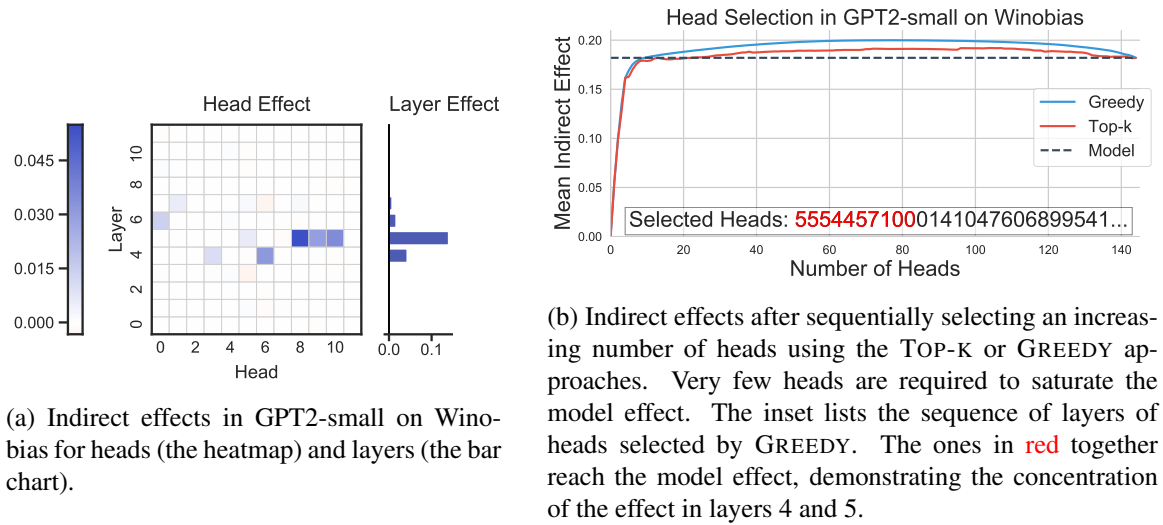 Head Effect
Layer Effect
0.045
0.030
0.015
0.000
Layer
10
8
6
4
2
0
0 2 4 6 8 10
Head
0.0 0.1
(a) Indirect effects in GPT2-small on Wino-
bias for heads (the heatmap) and layers (the bar
chart).
Head Selection in GPT2-small on Winobias
Mean Indirect Effect
0.20
0.15
0.10
0.05
0.00
Greedy
Top-k
Model
Selected Heads: 55544571000141047606899541...
0 20 40 60 80 100 120 140
Number of Heads
(b) Indirect effects after sequentially selecting an increas-
ing number of heads using the TOP-K or GREEDY ap-
proaches. Very few heads are required to saturate the
model effect. The inset lists the sequence of layers of
heads selected by GREEDY. The ones in red together
reach the model effect, demonstrating the concentration
of the effect in layers 4 and 5.